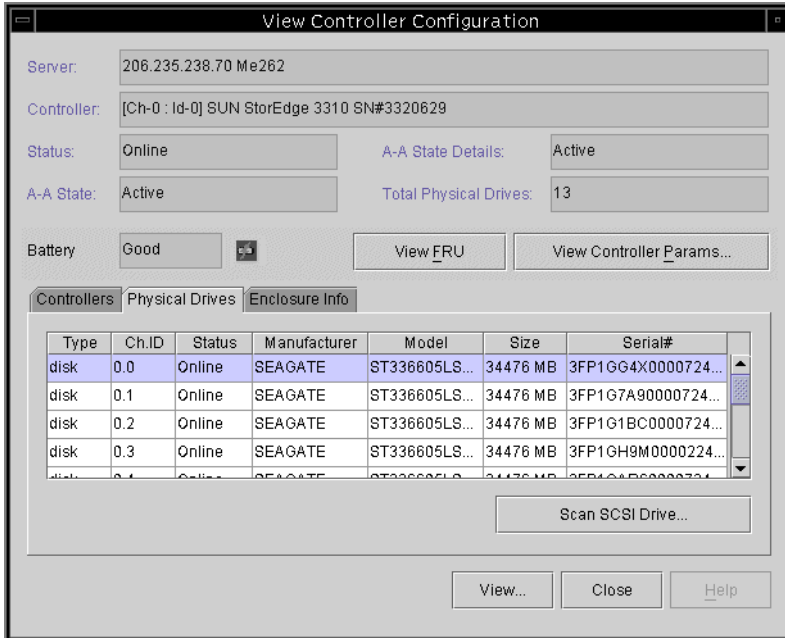 View Controller Configuration
Server: 206.235.238.70 Me262
Controller: [Ch-0 : Id-0] SUN StorEdge 3310 SN#3320629
Status: Online A-A State Details: Active
A-A State: Active Total Physical Drives: 13
Battery Good View FRU View Controller Params...
Controllers Physical Drives Enclosure Info
Type Ch.ID Status Manufacturer Model Size Serial#
disk 0.0 Online SEAGATE ST336605LS... 34476 MB 3FP1GG4X0000724...
disk 0.1 Online SEAGATE ST336605LS... 34476 MB 3FP1G7A90000724...
disk 0.2 Online SEAGATE ST336605LS... 34476 MB 3FP1G1BC0000724...
disk 0.3 Online SEAGATE ST336605LS... 34476 MB 3FP1GH9M0000224...
Scan SCSI Drive...
View... Close Help